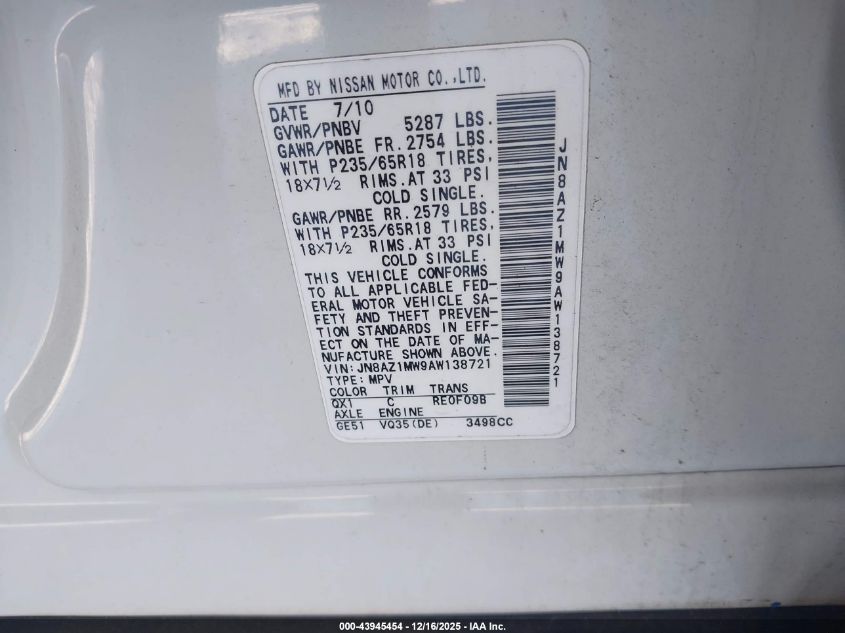 MFD BY NISSAN MOTOR CO.,LTD.
DATE 7/10
GVWR/PNBV 5287 LBS.
GAWR/PNBE FR. 2754 LBS.
WITH P235/65R18 TIRES,
18X7½ RIMS.AT 33 PSI
COLD SINGLE.
GAWR/PNBE RR. 2579 LBS.
WITH P235/65R18 TIRES,
18X7½ RIMS.AT 33 PSI
COLD SINGLE.
THIS VEHICLE CONFORMS
TO ALL APPLICABLE FED-
ERAL MOTOR VEHICLE SA-
FETY AND THEFT PREVEN-
TION STANDARDS IN EFF-
ECT ON THE DATE OF MA-
NUFACTURE SHOWN ABOVE.
VIN:JN8AZ1MW9AW138721
TYPE:MPV
COLOR TRIM TRANS
QX1 C RE0F09B
AXLE ENGINE
GE51 VQ35(DE) 3498CC
JN8AZ1MW9AW138721
000-43945454 - 12/16/2025 - IAA Inc.